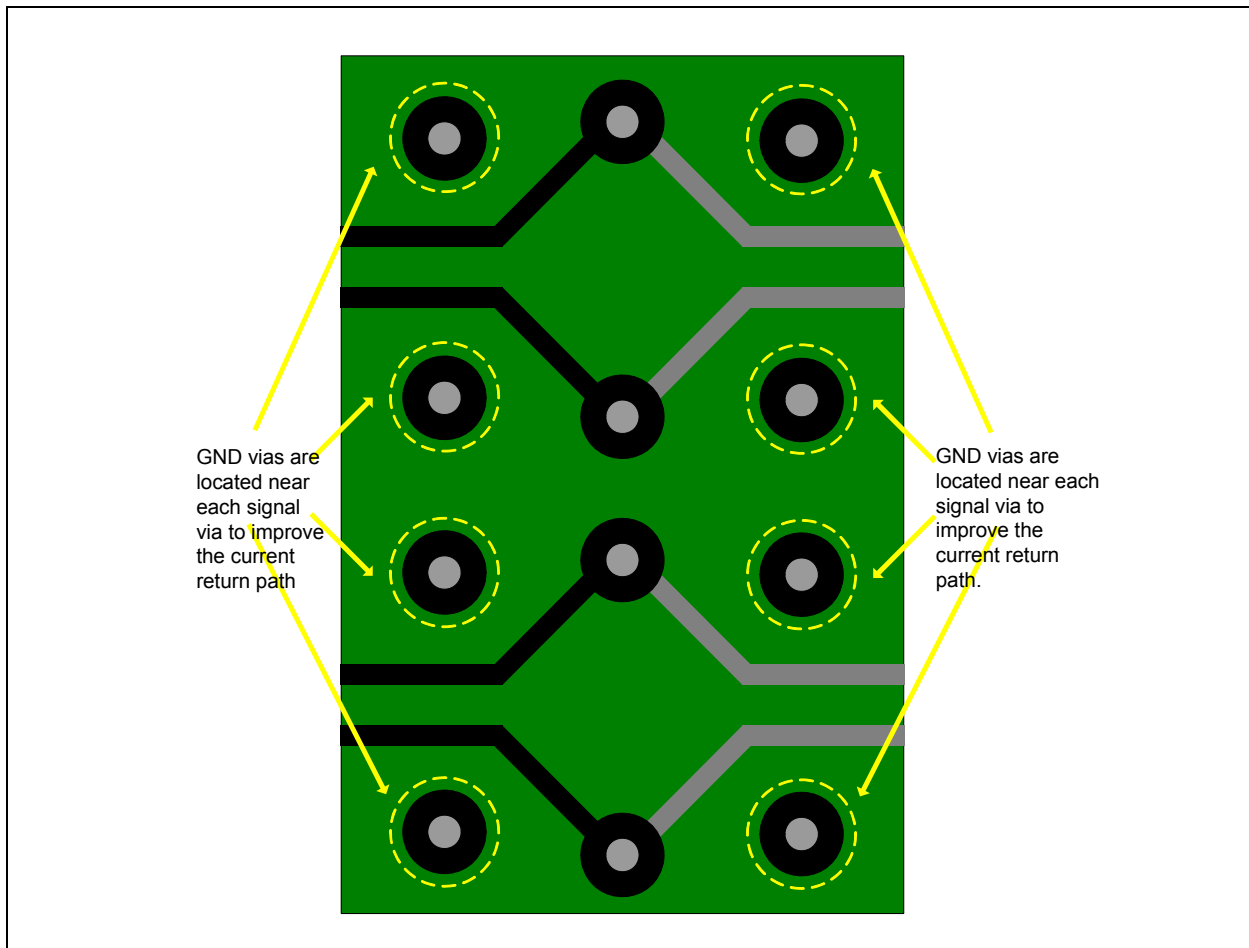 GND vias are
located near
each signal
via to improve
the current
return path
GND vias are
located near each
signal via to
improve the
current return
path.